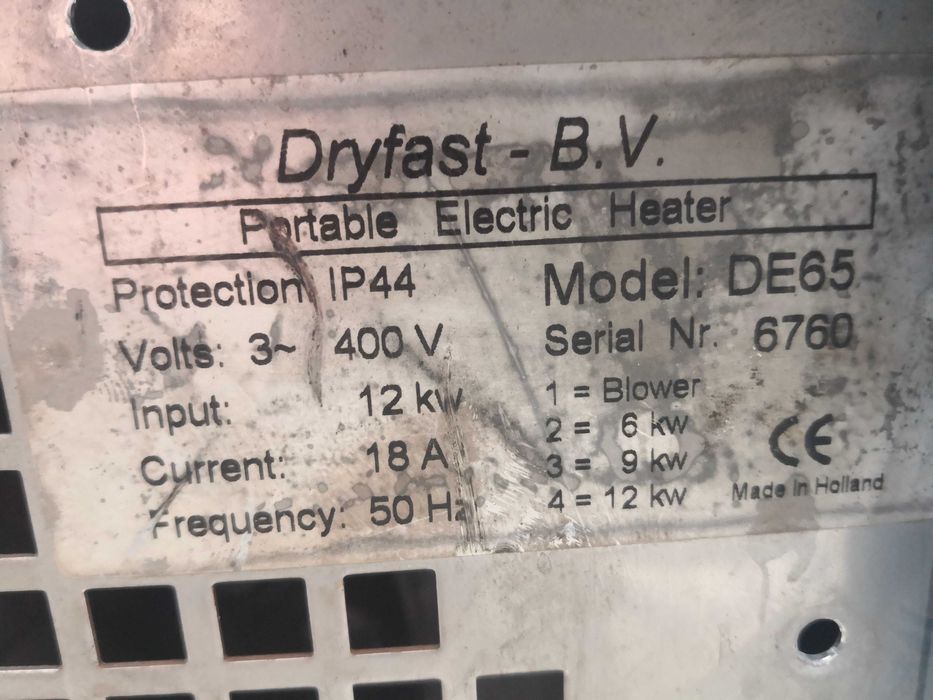 Dryfast - B.V.
Portable Electric Heater
Protection IP44
Volts: 3~ 400 V
Input: 12 kw
Current: 18 A
Frequency: 50 Hz
Model: DE65
Serial Nr. 6760
1 = Blower
2 = 6 kw
3 = 9 kw
4 = 12 kw
CE
Made in Holland